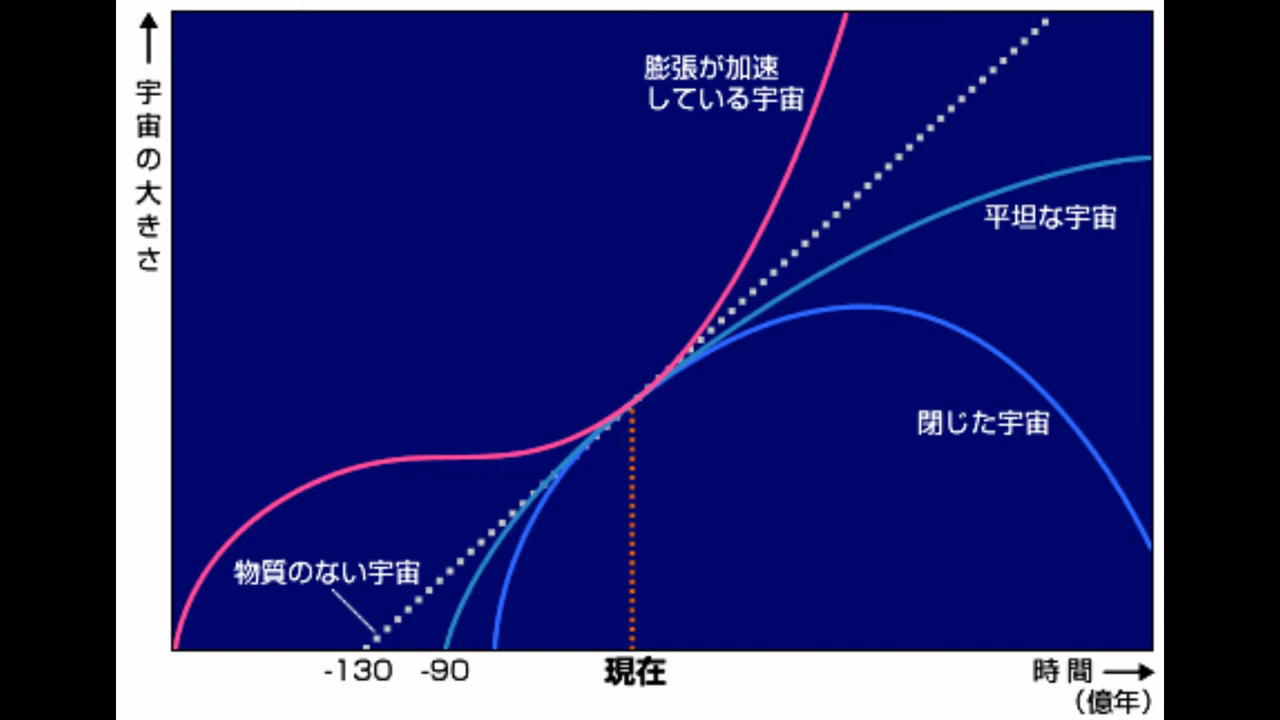 宇宙の大きさ
膨張が加速
している宇宙
平坦な宇宙
閉じた宇宙
物質のない宇宙
-130
-90
現在
時間
（億年）